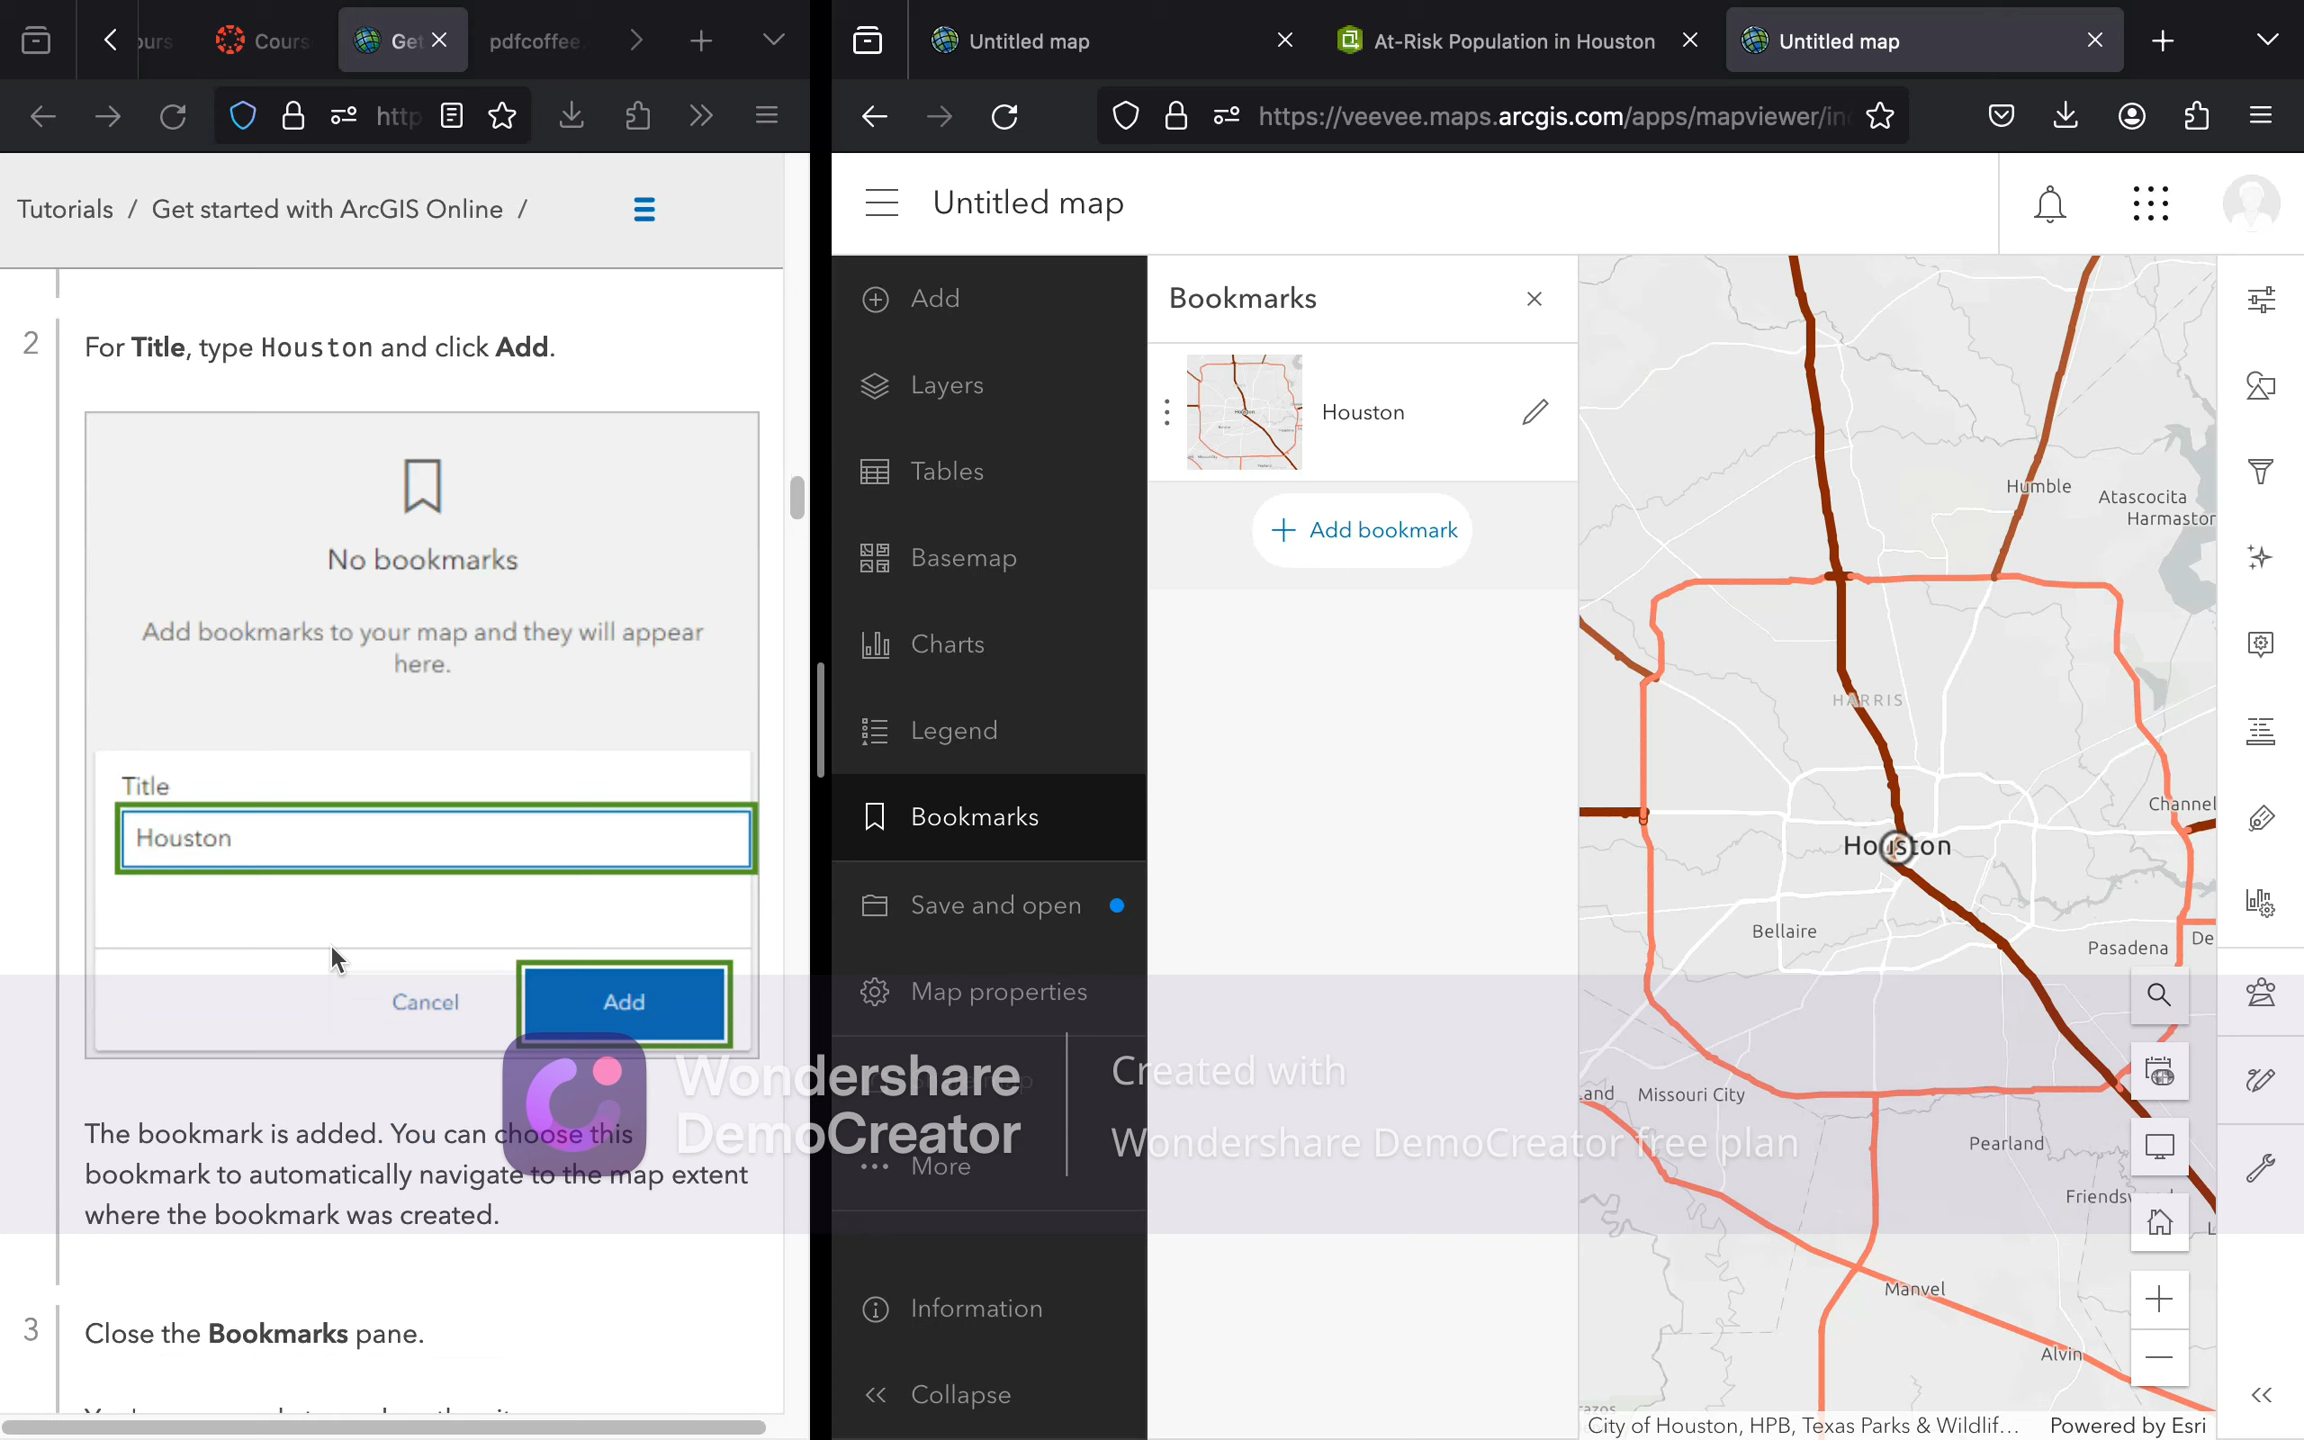 ours
Cours
Get
pdfcoffee.
http
Tutorials / Get started with ArcGIS Online /
2
For Title, type Houston and click Add.
No bookmarks
Add bookmarks to your map and they will appear
here.
Title
Houston
Cancel
Add
The bookmark is added. You can choose this
bookmark to automatically navigate to the map extent
where the bookmark was created.
3
Close the Bookmarks pane.
Untitled map
At-Risk Population in Houston
Untitled map
https://veevee.maps.arcgis.com/apps/mapviewer/in
Untitled map
Add
Layers
Tables
Basemap
Charts
Legend
Bookmarks
Save and open
Map properties
More
Information
Collapse
Bookmarks
Houston
Add bookmark
Humble
Atascocita
Harmastor
HARRIS
Channel
Houston
Bellaire
Pasadena
De
Missouri City
Pearland
Friendsw
Manvel
Alvin
City of Houston, HPB, Texas Parks & Wildlif...
Powered by Esri
Wondershare
DemoCreator
Created with
Wondershare DemoCreator free plan